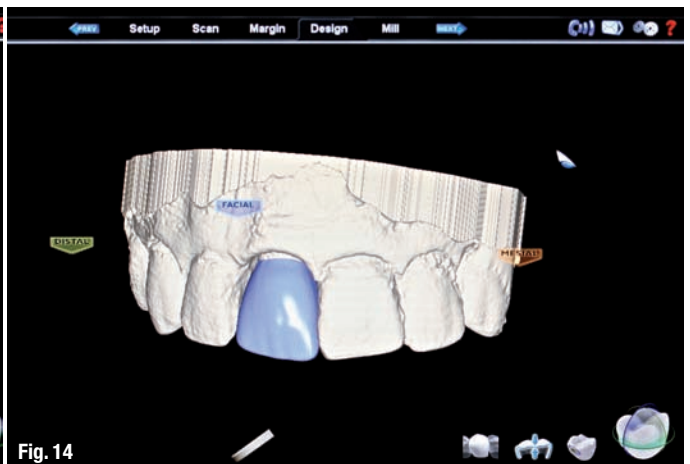 PREV Setup Scan Margin Design Mill NEXT ?
FACIAL
DISTAL
MESIAL
Fig. 14